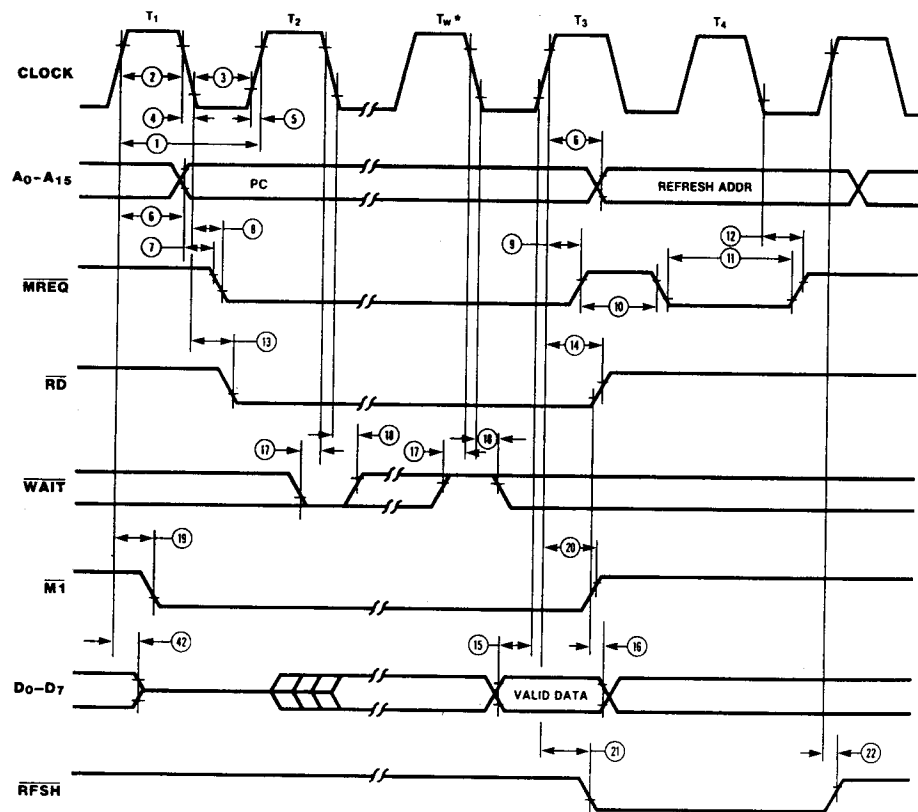 T1 T2 Tw* T3 T4
CLOCK
2 3
4 5
1 6
A0-A15 PC REFRESH ADDR
6 8 12
7 9 11
MREQ 10
13 14
RD
17 18 17 18
WAIT
19 20
M1
42 15 16
D0-D7 VALID DATA
21 22
RFSH